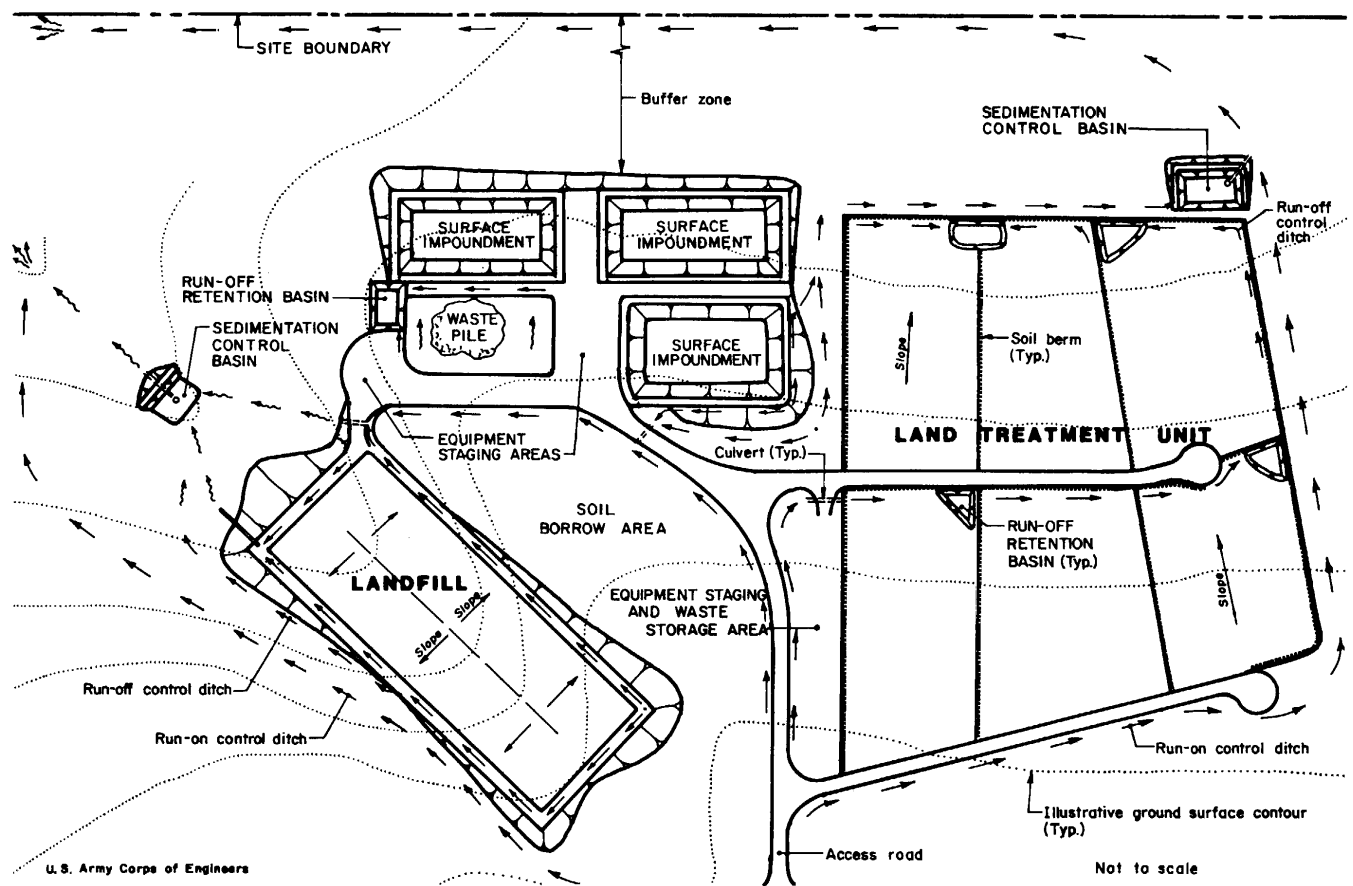 SITE BOUNDARY
Buffer zone
SEDIMENTATION
CONTROL BASIN
Run-off
control
ditch
SURFACE
IMPOUNDMENT
SURFACE
IMPOUNDMENT
RUN-OFF
RETENTION BASIN
WASTE
PILE
SEDIMENTATION
CONTROL
BASIN
SURFACE
IMPOUNDMENT
Slope
Soil berm
(Typ.)
EQUIPMENT
STAGING AREAS
Culvert (Typ.)
LAND TREATMENT UNIT
SOIL
BORROW AREA
RUN-OFF
RETENTION
BASIN (Typ.)
LANDFILL
Slope
Slope
EQUIPMENT STAGING
AND WASTE
STORAGE AREA
Slope
Run-off control ditch
Run-on control ditch
Run-on control ditch
Illustrative ground surface contour
(Typ.)
Access road
U.S. Army Corps of Engineers
Not to scale